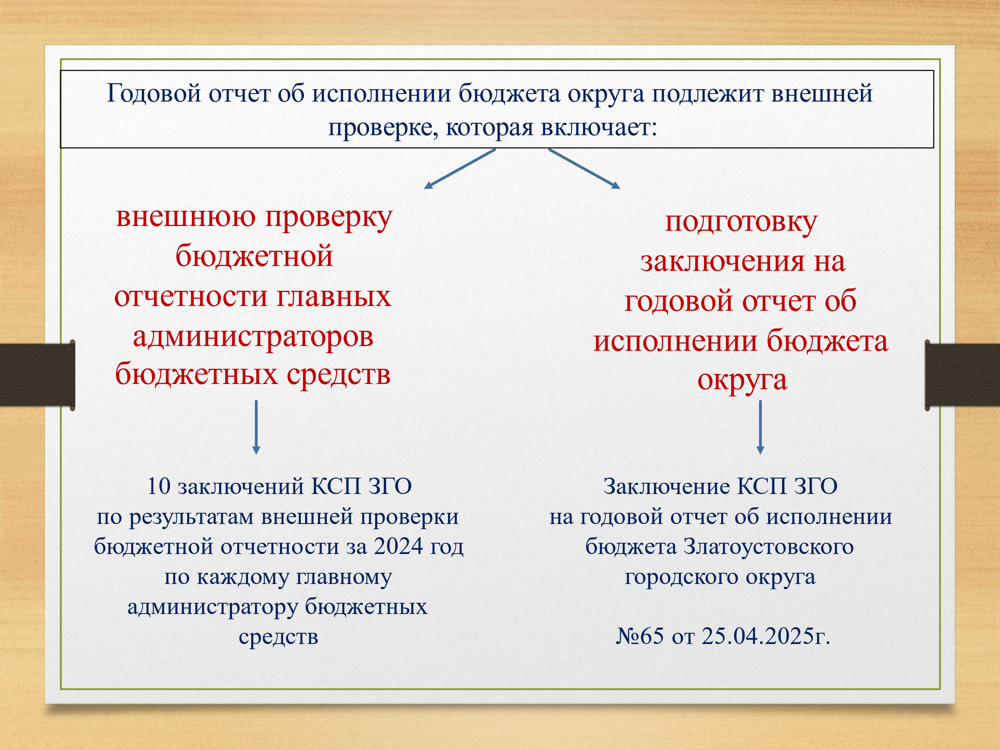 Годовой отчет об исполнении бюджета округа подлежит внешней
проверке, которая включает:
внешнюю проверку
бюджетной
отчетности главных
администраторов
бюджетных средств
подготовку
заключения на
годовой отчет об
исполнении бюджета
округа
10 заключений КСП ЗГО
по результатам внешней проверки
бюджетной отчетности за 2024 год
по каждому главному
администратору бюджетных
средств
Заключение КСП ЗГО
на годовой отчет об исполнении
бюджета Златоустовского
городского округа
№65 от 25.04.2025г.